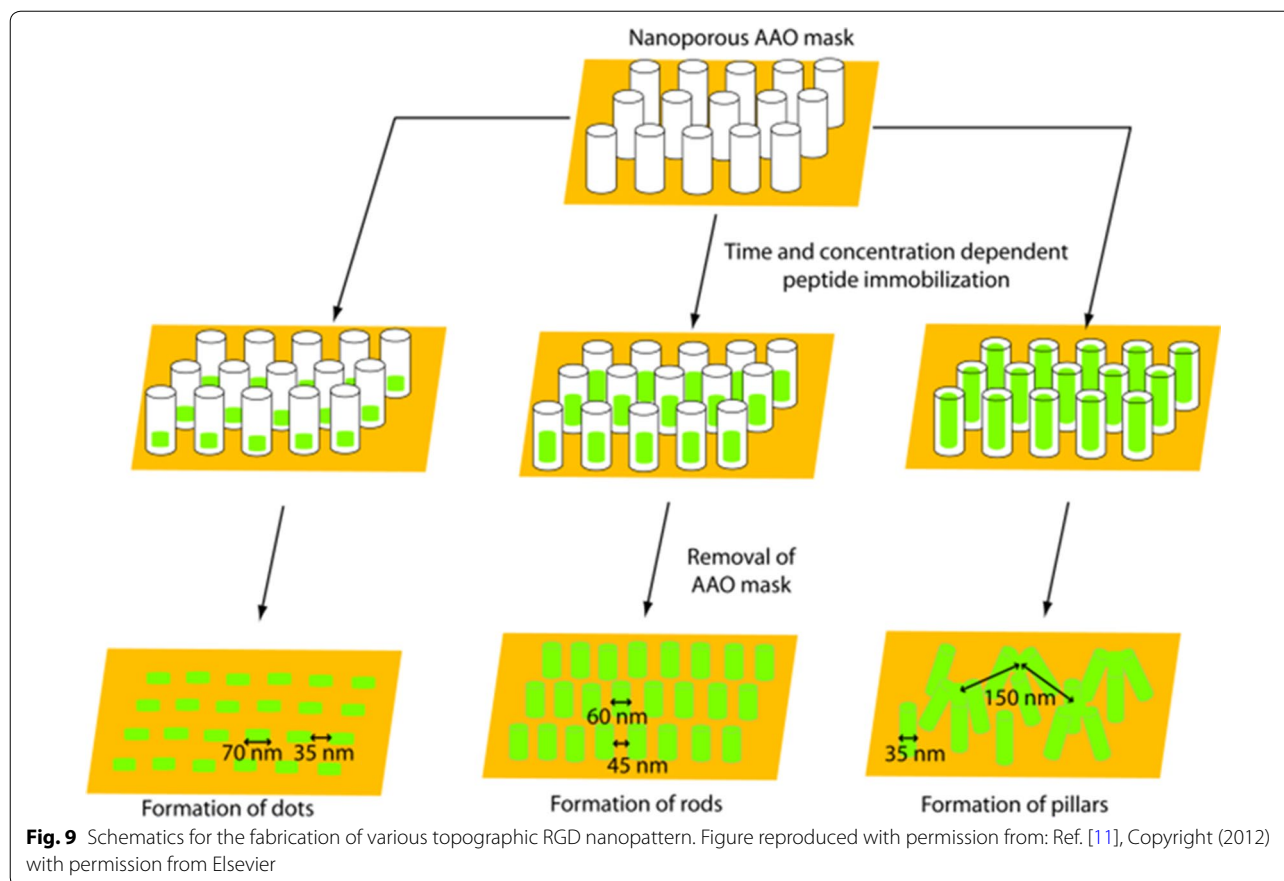 Nanoporous AAO mask
Time and concentration dependent
peptide immobilization
Removal of
AAO mask
70 nm
35 nm
60 nm
45 nm
150 nm
35 nm
Formation of dots
Formation of rods
Formation of pillars
Fig. 9 Schematics for the fabrication of various topographic RGD nanopattern. Figure reproduced with permission from: Ref. [11], Copyright (2012)
with permission from Elsevier